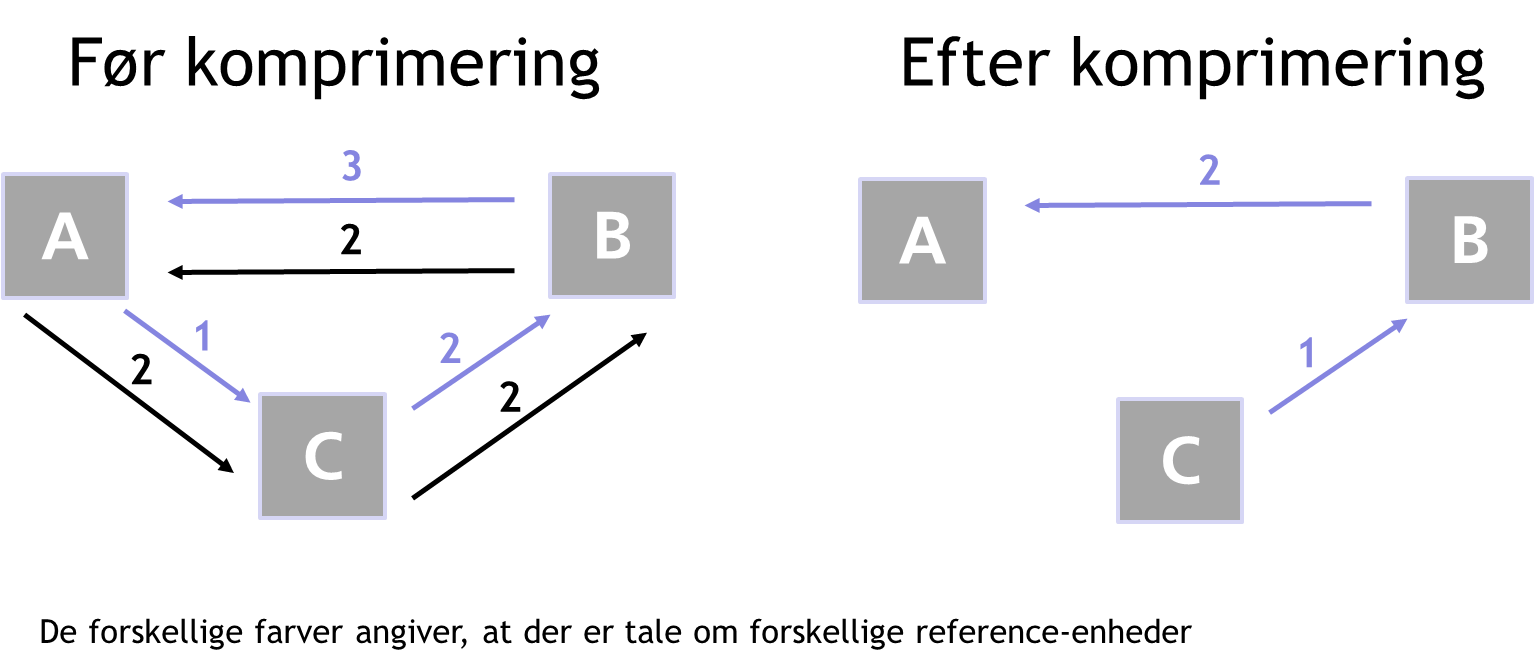 Før komprimering
Efter komprimering
3
2
A
B
2
A
B
2
1
2
2
2
1
C
C
De forskellige farver angiver, at der er tale om forskellige reference-enheder